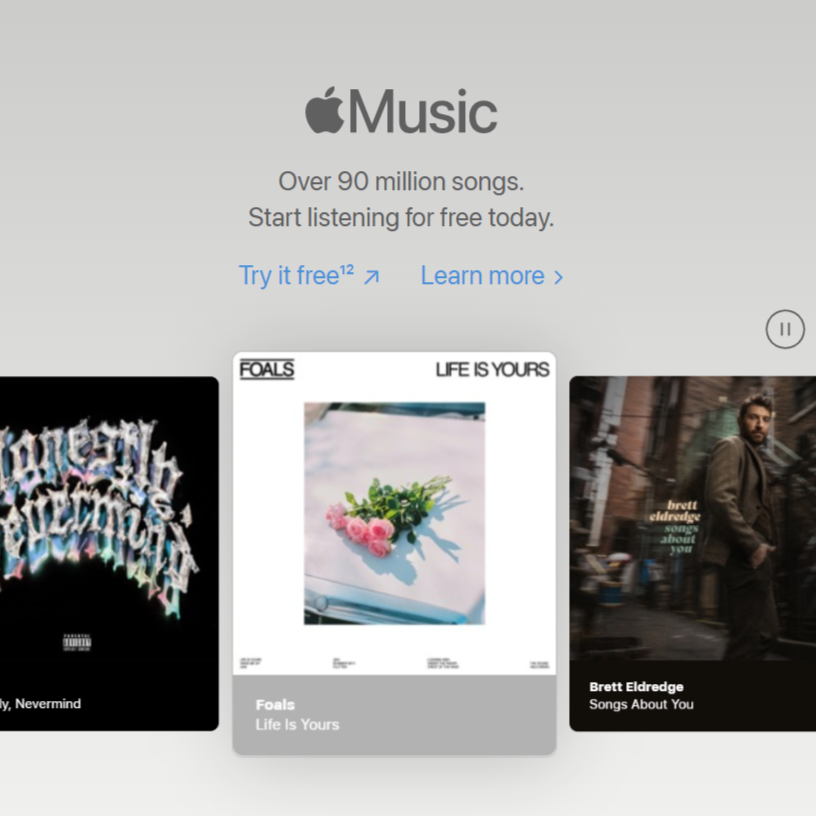 Music
Over 90 million songs.
Start listening for free today.
Try it free¹² ↗
Learn more >
FOALS
LIFE IS YOURS
brett
eldredge
songs
about
you
PARENTAL
ly, Nevermind
Foals
Life Is Yours
Brett Eldredge
Songs About You